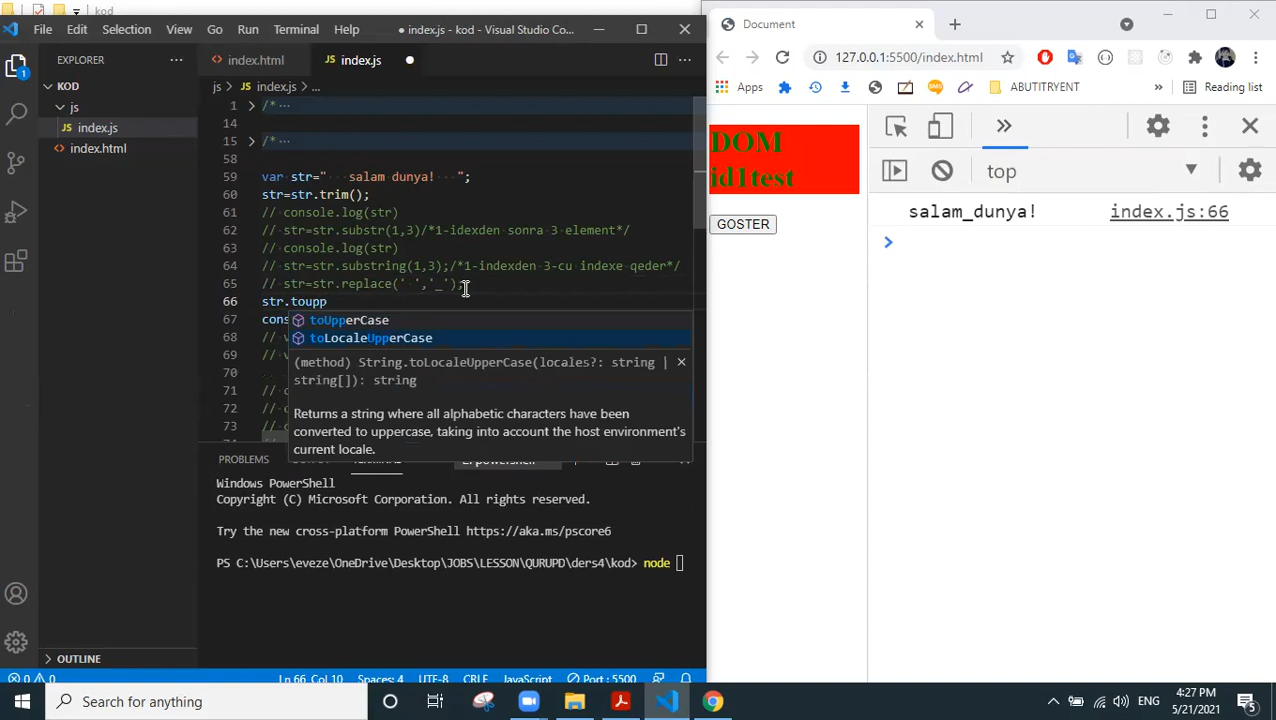 kod
File Edit Selection View Go Run Terminal Help ● index.js - kod - Visual Studio Co...
EXPLORER ···
KOD
js
JS index.js
index.html
OUTLINE
index.html JS index.js ●
js > JS index.js > ...
1 /* ···
14
15 /* ···
58
59 var str="   salam dunya!   ";
60 str=str.trim();
61 // console.log(str)
62 // str=str.substr(1,3)/*1-idexden sonra 3 element*/
63 // console.log(str)
64 // str=str.substring(1,3);/*1-indexden 3-cu indexe qeder*/
65 // str=str.replace(' ','_');
66 str.toupp
67 cons
68 // v
69 // v
71 // c
72 // c
73 // c
toUpperCase
toLocaleUpperCase
(method) String.toLocaleUpperCase(locales?: string |
string[]): string
Returns a string where all alphabetic characters have been
converted to uppercase, taking into account the host environment's
current locale.
PROBLEMS
Windows PowerShell
Copyright (C) Microsoft Corporation. All rights reserved.
Try the new cross-platform PowerShell https://aka.ms/pscore6
PS C:\Users\eveze\OneDrive\Desktop\JOBS\LESSON\QURUPD\ders4\kod> node
0 0 Ln 66, Col 10 Spaces: 4 UTF-8 CRLF JavaScript Port : 5500
Document
127.0.0.1:5500/index.html
Apps ABUTITRYENT » Reading list
DOM
id1test
GOSTER
top
salam_dunya! index.js:66
Search for anything
ENG
4:27 PM
5/21/2021
5
1